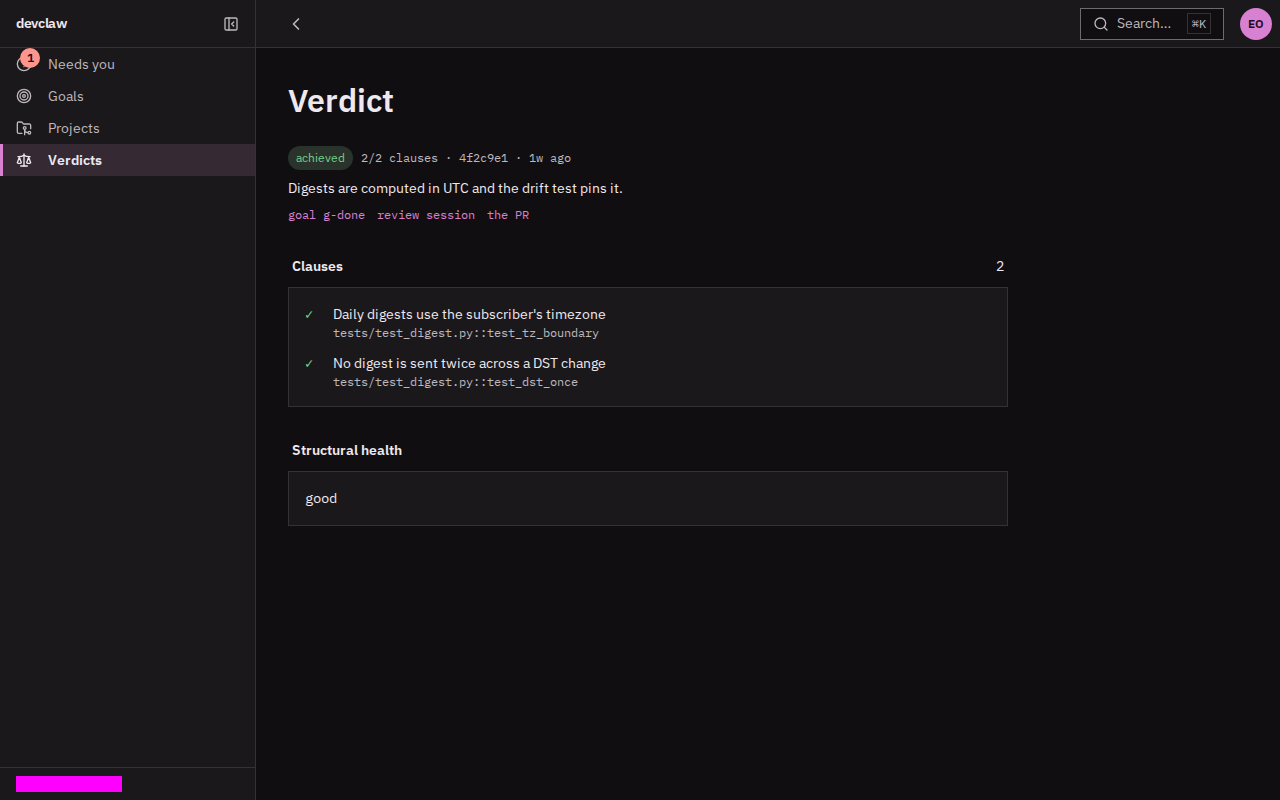 devclaw
Search... ⌘K
EO
1
Needs you
Goals
Projects
Verdicts
Verdict
achieved 2/2 clauses · 4f2c9e1 · 1w ago
Digests are computed in UTC and the drift test pins it.
goal g-done review session the PR
Clauses 2
✓ Daily digests use the subscriber's timezone
tests/test_digest.py::test_tz_boundary
✓ No digest is sent twice across a DST change
tests/test_digest.py::test_dst_once
Structural health
good